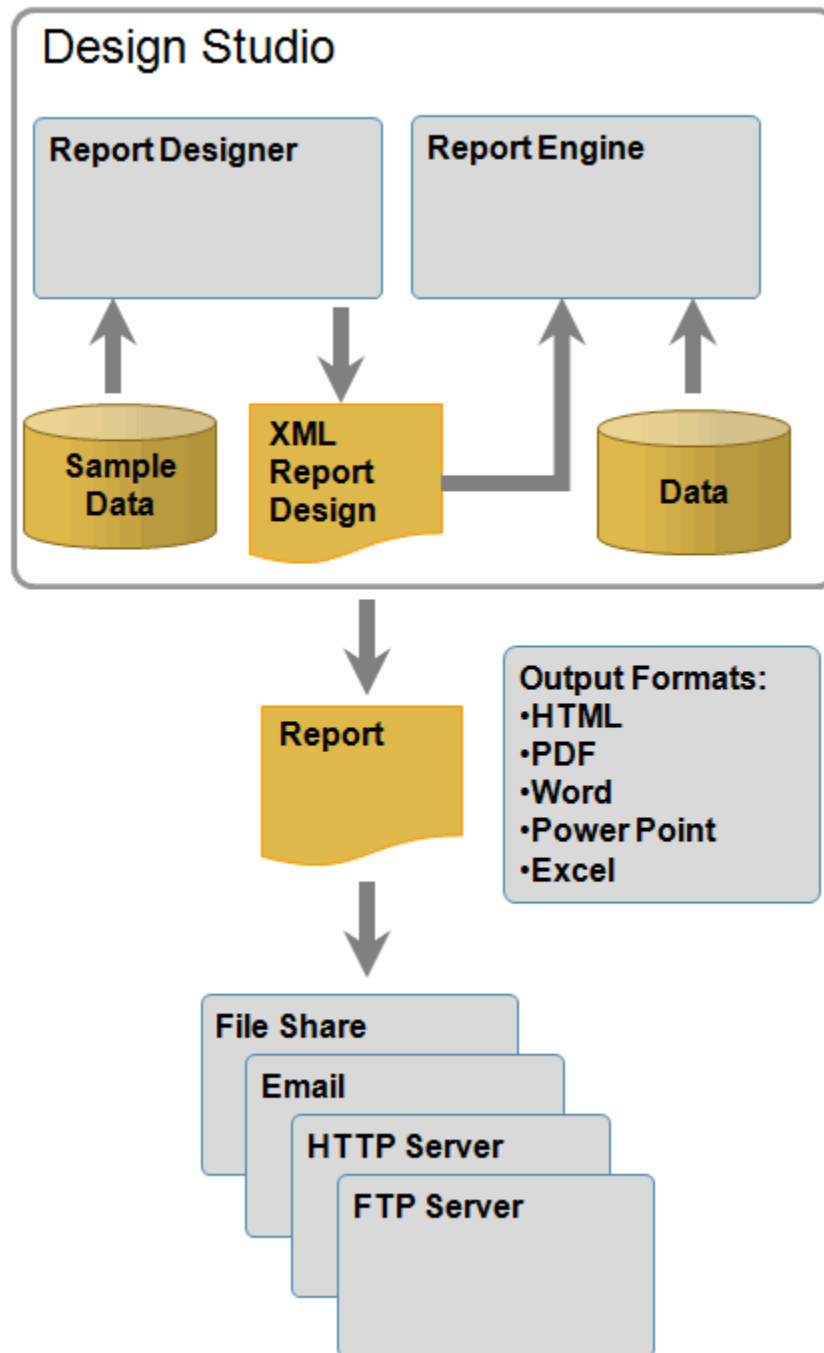 Design Studio
Report Designer
Report Engine
Sample
Data
XML
Report
Design
Data
Report
Output Formats:
•HTML
•PDF
•Word
•Power Point
•Excel
File Share
Email
HTTP Server
FTP Server